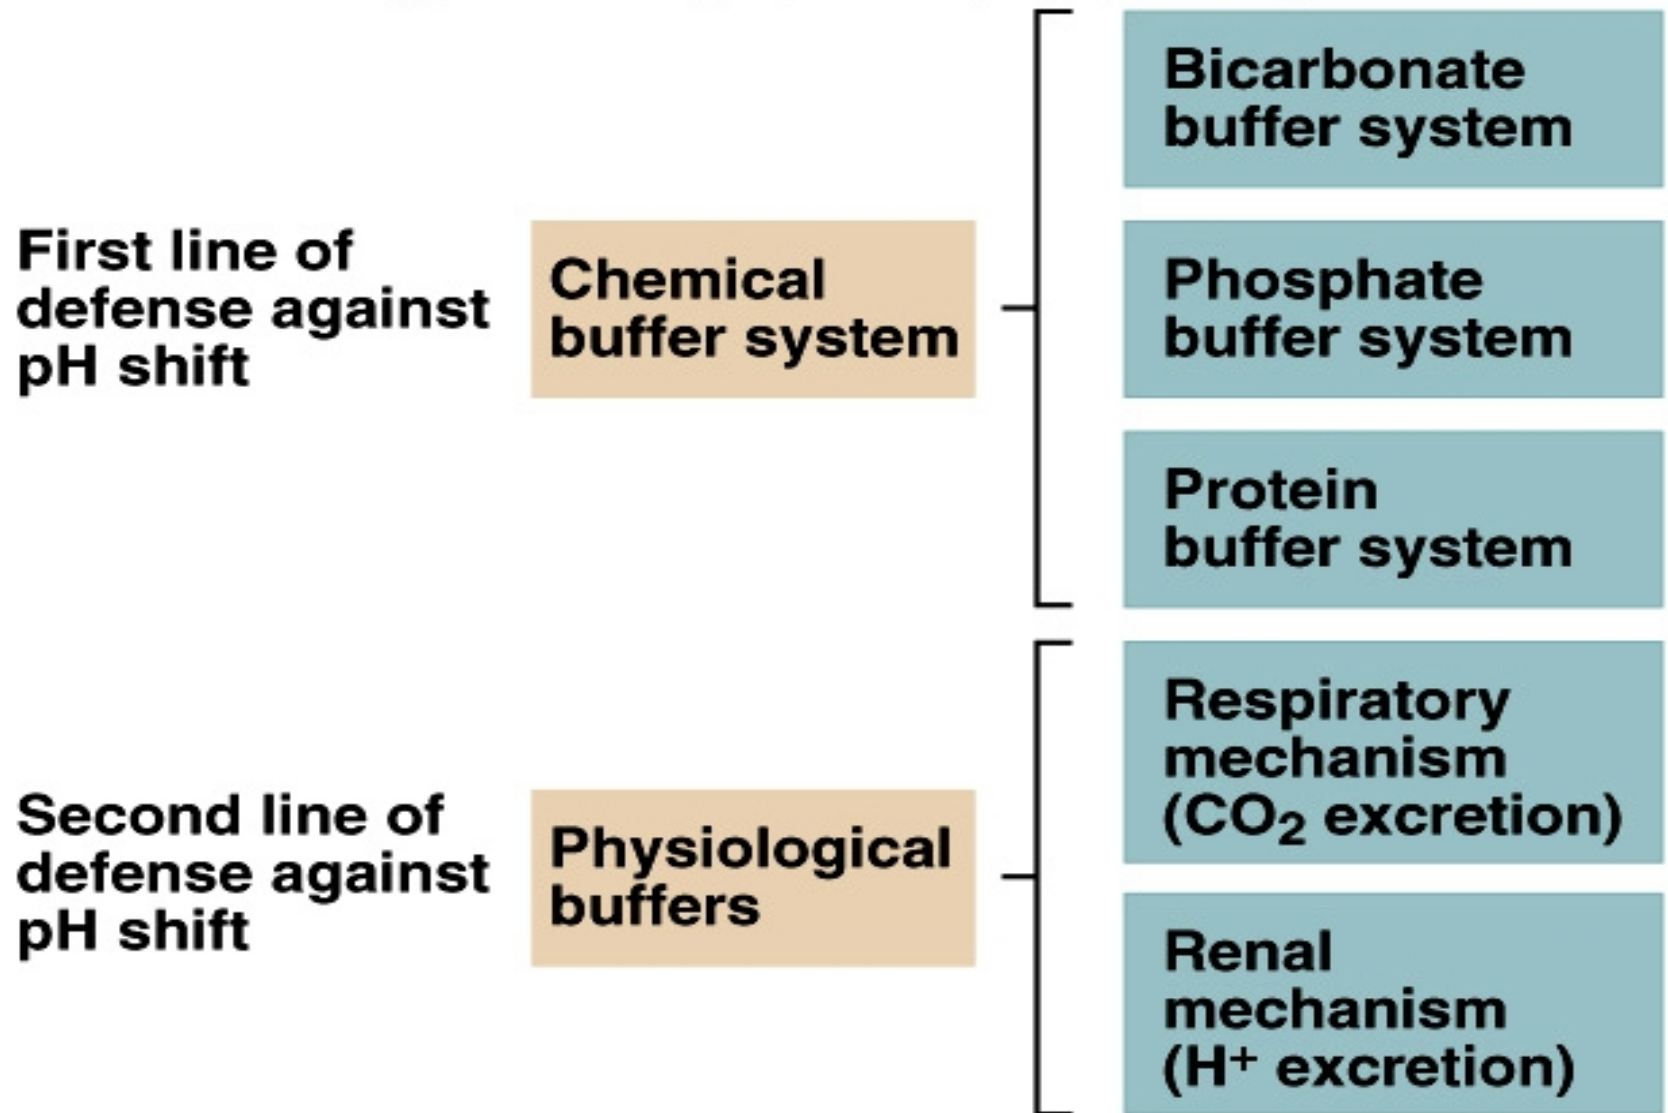 First line of
defense against
pH shift
Chemical
buffer system
Bicarbonate
buffer system
Phosphate
buffer system
Protein
buffer system
Second line of
defense against
pH shift
Physiological
buffers
Respiratory
mechanism
(CO₂ excretion)
Renal
mechanism
(H⁺ excretion)